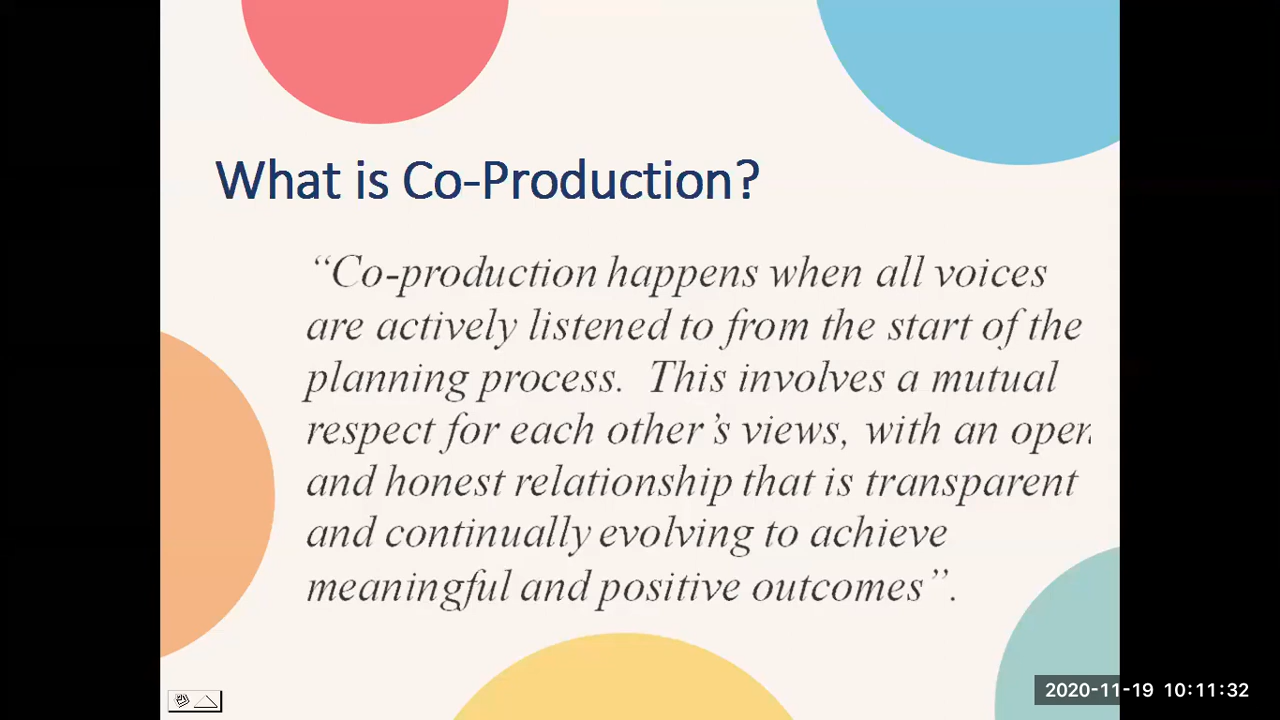 What is Co-Production?
“Co-production happens when all voices
are actively listened to from the start of the
planning process.  This involves a mutual
respect for each other’s views, with an open
and honest relationship that is transparent
and continually evolving to achieve
meaningful and positive outcomes”.
2020-11-19 10:11:32